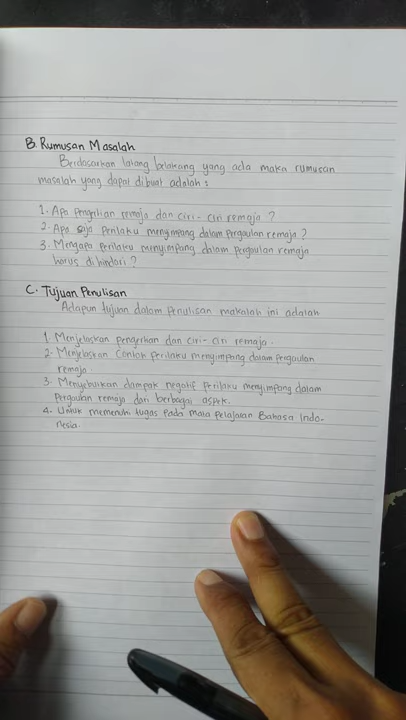 B. Rumusan Masalah
Berdasarkan latang belakang yang ada maka rumusan
masalah yang dapat dibuat adalah :
1. Apa Pengertian remaja dan ciri-ciri remaja ?
2. Apa saja Perilaku menyimpang dalam pergaulan remaja ?
3. Mengapa perilaku menyimpang dalam pergaulan remaja
harus di hindari ?
C. Tujuan Penulisan
Adapun tujuan dalam Penulisan makalah ini adalah
1. Menjelaskan pengertian dan ciri-ciri remaja.
2. Menjelaskan Contoh perilaku menyimpang dalam pergaulan
remaja
3. Menyebutkan dampak negatif perilaku menyimpang dalam
Pergaulan remaja dari berbagai aspek.
4. Untuk memenuhi tugas Pada mata Pelajaran Bahasa Indo-
nesia.